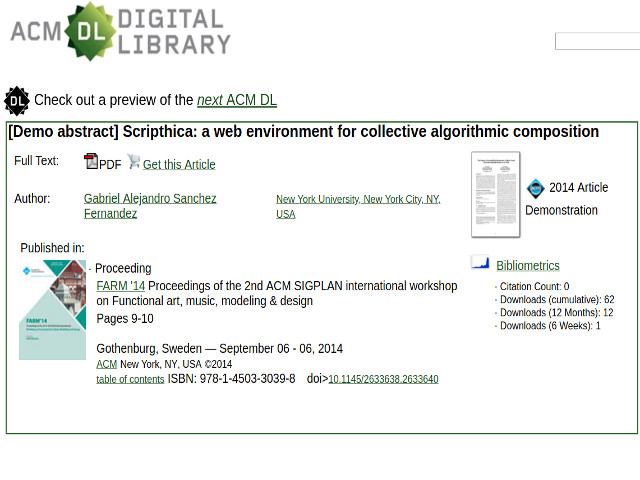 ACM DL DIGITAL LIBRARY
DL Check out a preview of the next ACM DL
[Demo abstract] Scripthica: a web environment for collective algorithmic composition
Full Text: PDF Get this Article
2014 Article
Demonstration
Author: Gabriel Alejandro Sanchez Fernandez
New York University, New York City, NY, USA
Published in:
FARM'14
· Proceeding
FARM '14 Proceedings of the 2nd ACM SIGPLAN international workshop
on Functional art, music, modeling & design
Pages 9-10
Gothenburg, Sweden — September 06 - 06, 2014
ACM New York, NY, USA ©2014
table of contents ISBN: 978-1-4503-3039-8 doi>10.1145/2633638.2633640
Bibliometrics
· Citation Count: 0
· Downloads (cumulative): 62
· Downloads (12 Months): 12
· Downloads (6 Weeks): 1